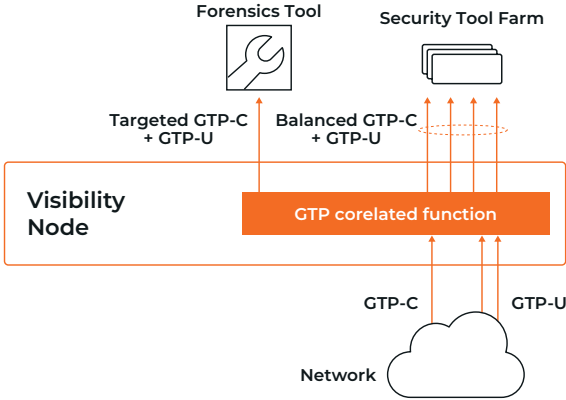 Forensics Tool
Security Tool Farm
Targeted GTP-C
+ GTP-U
Balanced GTP-C
+ GTP-U
Visibility
Node
GTP corelated function
GTP-C
GTP-U
Network